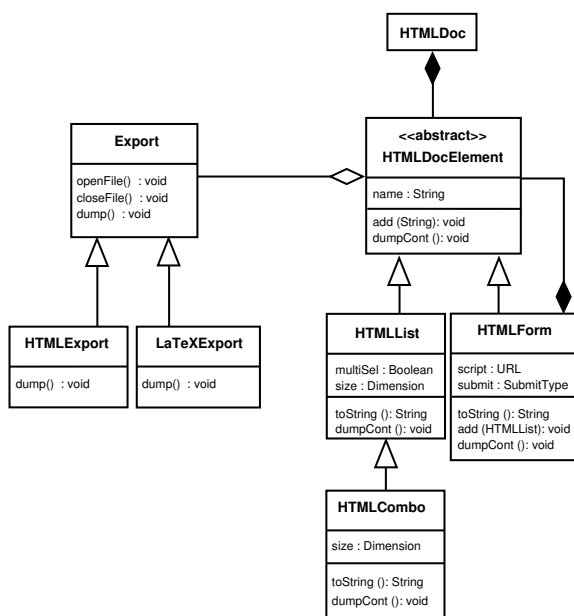 HTMLDoc
Export
openFile() : void
closeFile() : void
dump() : void
<<abstract>>
HTMLDocElement
name : String
add (String): void
dumpCont (): void
HTMLExport
dump() : void
LaTeXExport
dump() : void
HTMLList
multiSel : Boolean
size : Dimension
toString (): String
dumpCont (): void
HTMLForm
script : URL
submit : SubmitType
toString (): String
add (HTMLList): void
dumpCont (): void
HTMLCombo
size : Dimension
toString (): String
dumpCont (): void